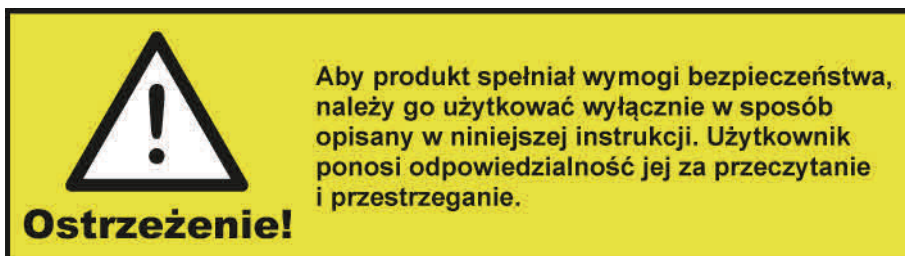 Aby produkt spełniał wymogi bezpieczeństwa,
należy go użytkować wyłącznie w sposób
opisany w niniejszej instrukcji. Użytkownik
ponosi odpowiedzialność jej za przeczytanie
i przestrzeganie.
Ostrzeżenie!